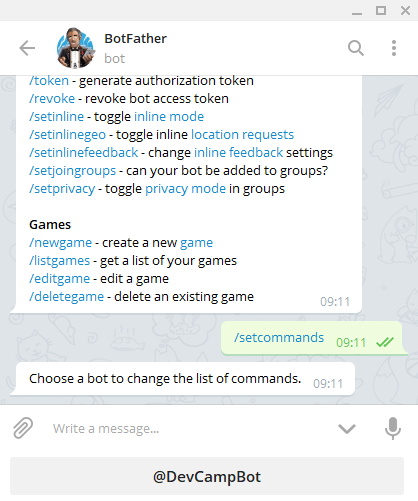 BotFather
bot
/token - generate authorization token
/revoke - revoke bot access token
/setinline - toggle inline mode
/setinlinegeo - toggle inline location requests
/setinlinefeedback - change inline feedback settings
/setjoingroups - can your bot be added to groups?
/setprivacy - toggle privacy mode in groups
Games
/newgame - create a new game
/listgames - get a list of your games
/editgame - edit a game
/deletegame - delete an existing game
09:11
/setcommands 09:11
Choose a bot to change the list of commands. 09:11
Write a message...
@DevCampBot